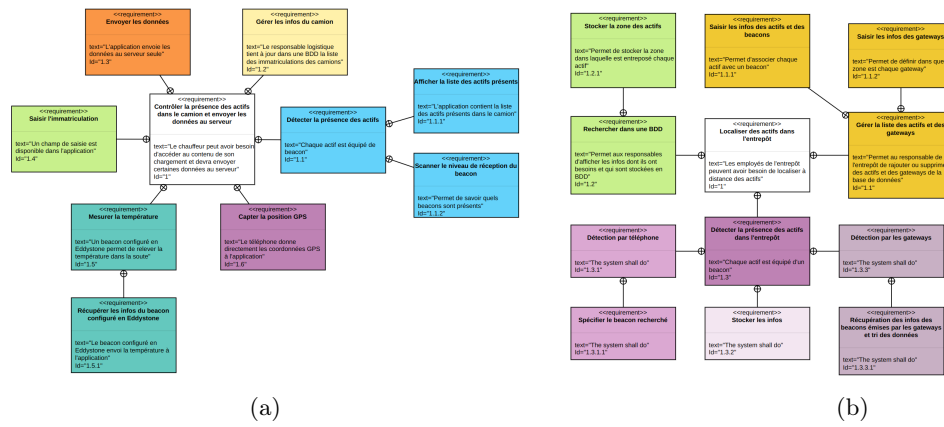 <<requirement>>
Envoyer les données
text="L'application envoie les
données au serveur seule"
Id="1.3"
<<requirement>>
Gérer les infos du camion
text="Le responsable logistique
tient à jour dans une BDD la liste
des immatriculations des camions"
Id="1.2"
<<requirement>>
Saisir l'immatriculation
text="Un champ de saisie est
disponible dans l'application"
Id="1.4"
<<requirement>>
Contrôler la présence des actifs
dans le camion et envoyer les
données au serveur
text="Le chauffeur peut avoir besoin
d'accéder au contenu de son
chargement et devra envoyer
certaines données au serveur"
Id="1"
<<requirement>>
Détecter la présence des actifs
text="Chaque actif est équipé de
beacon"
Id="1.1"
<<requirement>>
Afficher la liste des actifs présents
text="L'application contient la liste
des actifs présents dans le camion"
Id="1.1.1"
<<requirement>>
Scanner le niveau de réception du
beacon
text="Permet de savoir quels
beacons sont présents"
Id="1.1.2"
<<requirement>>
Mesurer la température
text="Un beacon configuré en
Eddystone permet de relever la
température dans la soute"
Id="1.5"
<<requirement>>
Capter la position GPS
text="Le téléphone donne
directement les coordonnées GPS
à l'application"
Id="1.6"
<<requirement>>
Récupérer les infos du beacon
configuré en Eddystone
text="Le beacon configuré en
Eddystone envoi la température à
l'application"
Id="1.5.1"
(a)
<<requirement>>
Stocker la zone des actifs
text="Permet de stocker la zone
dans laquelle est entreposé chaque
actif"
Id="1.2.1"
<<requirement>>
Saisir les infos des actifs et des
beacons
text="Permet d'associer chaque
actif avec un beacon"
Id="1.1.1"
<<requirement>>
Saisir les infos des gateways
text="Permet de définir dans que
zone est chaque gateway"
Id="1.1.2"
<<requirement>>
Rechercher dans une BDD
text="Permet aux responsables
d'afficher les infos dont ils ont
besoins et qui sont stockées en
BDD"
Id="1.2"
<<requirement>>
Localiser des actifs dans
l'entrepôt
text="Les employés de l'entrepôt
peuvent avoir besoin de localiser à
distance des actifs"
Id="1"
<<requirement>>
Gérer la liste des actifs et des
gateways
text="Permet au responsable de
l'entrepôt de rajouter ou supprime
des actifs et des gateways de la
base de données"
Id="1.1"
<<requirement>>
Détection par téléphone
text="The system shall do"
Id="1.3.1"
<<requirement>>
Détecter la présence des actifs
dans l'entrepôt
text="Chaque actif est équipé d'un
beacon"
Id="1.3"
<<requirement>>
Détection par les gateways
text="The system shall do"
Id="1.3.3"
<<requirement>>
Spécifier le beacon recherché
text="The system shall do"
Id="1.3.1.1"
<<requirement>>
Stocker les infos
text="The system shall do"
Id="1.3.2"
<<requirement>>
Récupération des infos des
beacons émises par les gateways
et tri des données
text="The system shall do"
Id="1.3.3.1"
(b)